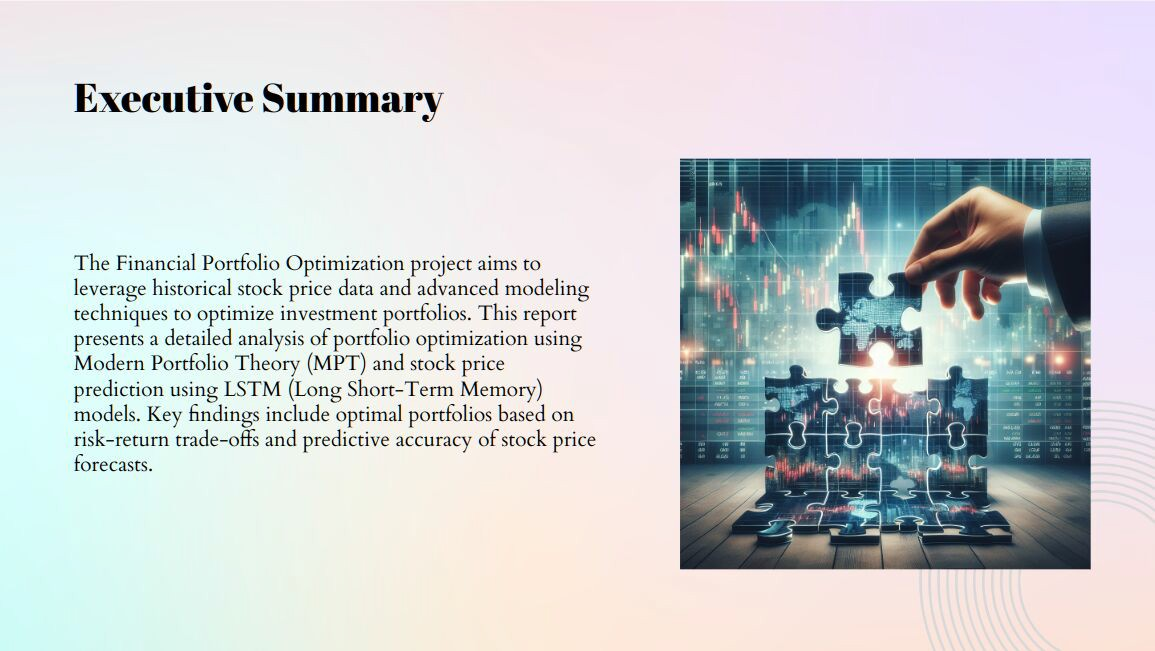 Executive Summary
The Financial Portfolio Optimization project aims to
leverage historical stock price data and advanced modeling
techniques to optimize investment portfolios. This report
presents a detailed analysis of portfolio optimization using
Modern Portfolio Theory (MPT) and stock price
prediction using LSTM (Long Short-Term Memory)
models. Key findings include optimal portfolios based on
risk-return trade-offs and predictive accuracy of stock price
forecasts.